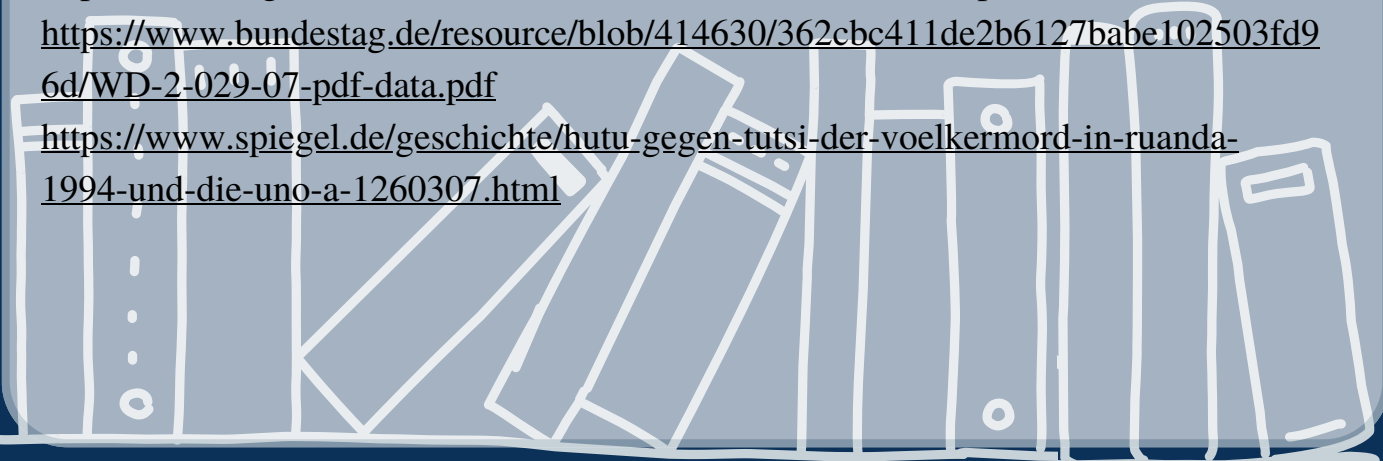 https://www.bundestag.de/resource/blob/414630/362cbc411de2b6127babe102503fd9
6d/WD-2-029-07-pdf-data.pdf
https://www.spiegel.de/geschichte/hutu-gegen-tutsi-der-voelkermord-in-ruanda-
1994-und-die-uno-a-1260307.html